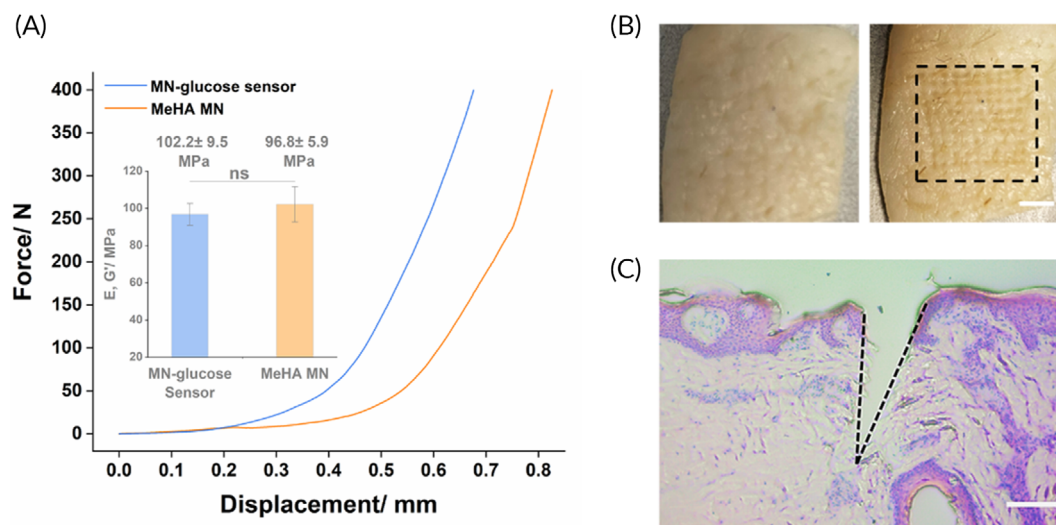 (A)
400
350
300
250
200
150
100
50
0
Force/ N
MN-glucose sensor
MeHA MN
102.2± 9.5
MPa
96.8± 5.9
MPa
ns
120
100
80
60
40
20
E, G'/ MPa
MN-glucose
Sensor
MeHA MN
0.0 0.1 0.2 0.3 0.4 0.5 0.6 0.7 0.8
Displacement/ mm
(B)
(C)